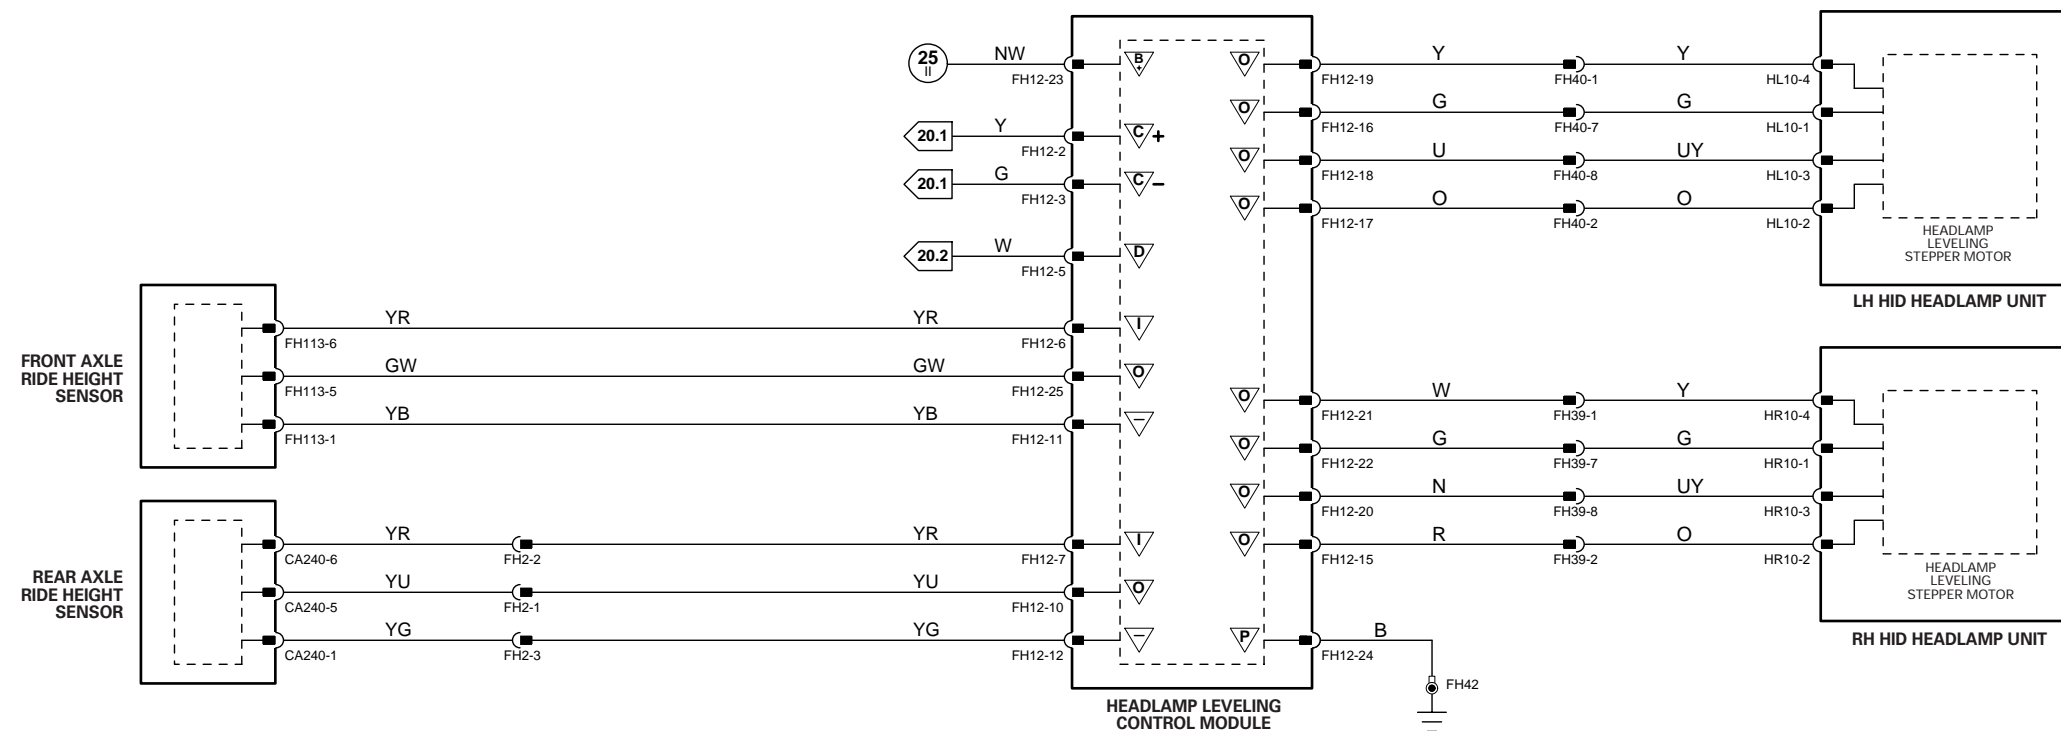 25
II
NW
FH12-23
B
+
O
FH12-19
Y
FH40-1
Y
HL10-4
O
FH12-16
G
FH40-7
G
HL10-1
20.1
Y
FH12-2
C+
O
FH12-18
U
FH40-8
UY
HL10-3
20.1
G
FH12-3
C–
O
FH12-17
O
FH40-2
O
HL10-2
HEADLAMP
LEVELING
STEPPER MOTOR
LH HID HEADLAMP UNIT
20.2
W
FH12-5
D
FRONT AXLE
RIDE HEIGHT
SENSOR
FH113-6
YR
YR
FH12-6
I
FH113-5
GW
GW
FH12-25
O
FH113-1
YB
YB
FH12-11
–
O
FH12-21
W
FH39-1
Y
HR10-4
O
FH12-22
G
FH39-7
G
HR10-1
O
FH12-20
N
FH39-8
UY
HR10-3
O
FH12-15
R
FH39-2
O
HR10-2
HEADLAMP
LEVELING
STEPPER MOTOR
RH HID HEADLAMP UNIT
REAR AXLE
RIDE HEIGHT
SENSOR
CA240-6
YR
FH2-2
YR
FH12-7
I
CA240-5
YU
FH2-1
YU
FH12-10
O
CA240-1
YG
FH2-3
YG
FH12-12
–
P
FH12-24
B
FH42
HEADLAMP LEVELING
CONTROL MODULE